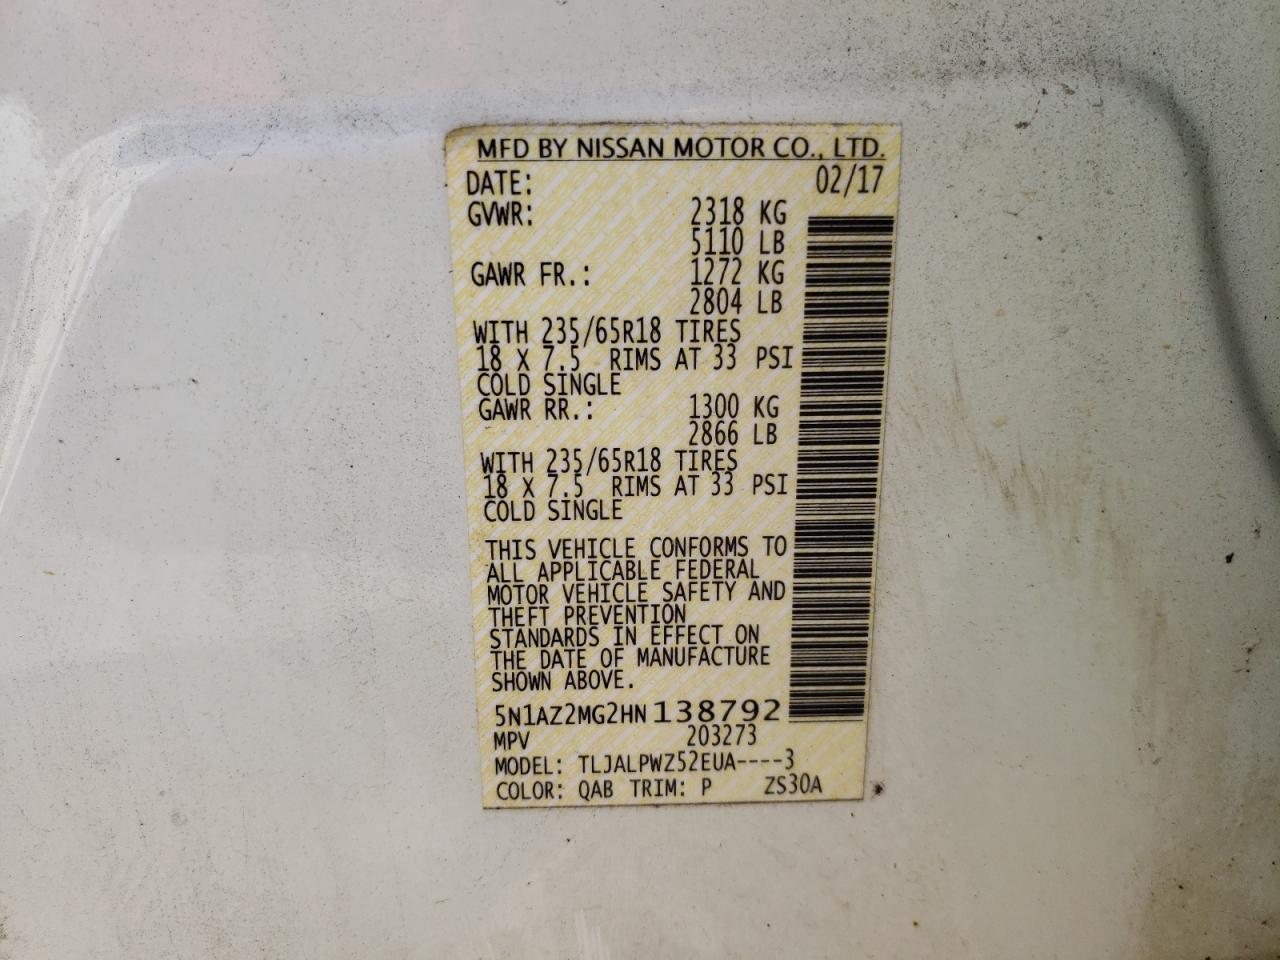 MFD BY NISSAN MOTOR CO., LTD.
DATE: 02/17
GVWR: 2318 KG
5110 LB
GAWR FR.: 1272 KG
2804 LB
WITH 235/65R18 TIRES
18 X 7.5 RIMS AT 33 PSI
COLD SINGLE
GAWR RR.: 1300 KG
2866 LB
WITH 235/65R18 TIRES
18 X 7.5 RIMS AT 33 PSI
COLD SINGLE
THIS VEHICLE CONFORMS TO
ALL APPLICABLE FEDERAL
MOTOR VEHICLE SAFETY AND
THEFT PREVENTION
STANDARDS IN EFFECT ON
THE DATE OF MANUFACTURE
SHOWN ABOVE.
5N1AZ2MG2HN138792
MPV 203273
MODEL: TLJALPWZ52EUA----3
COLOR: QAB TRIM: P ZS30A